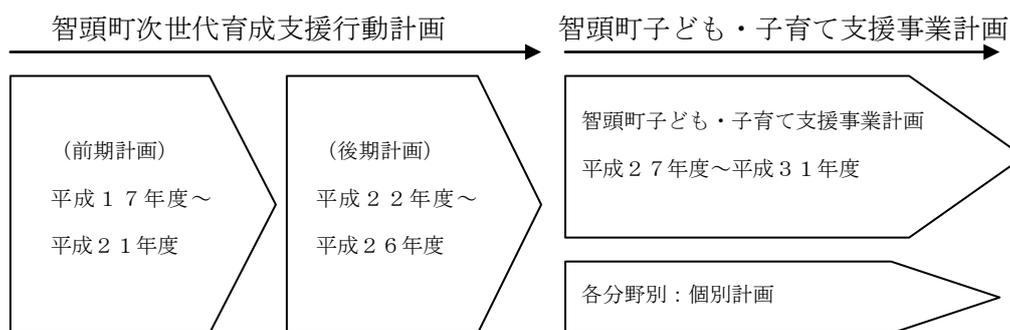 智頭町次世代育成支援行動計画
智頭町子ども・子育て支援事業計画
（前期計画）
平成１７年度～
平成２１年度
（後期計画）
平成２２年度～
平成２６年度
智頭町子ども・子育て支援事業計画
平成２７年度～平成３１年度
各分野別：個別計画